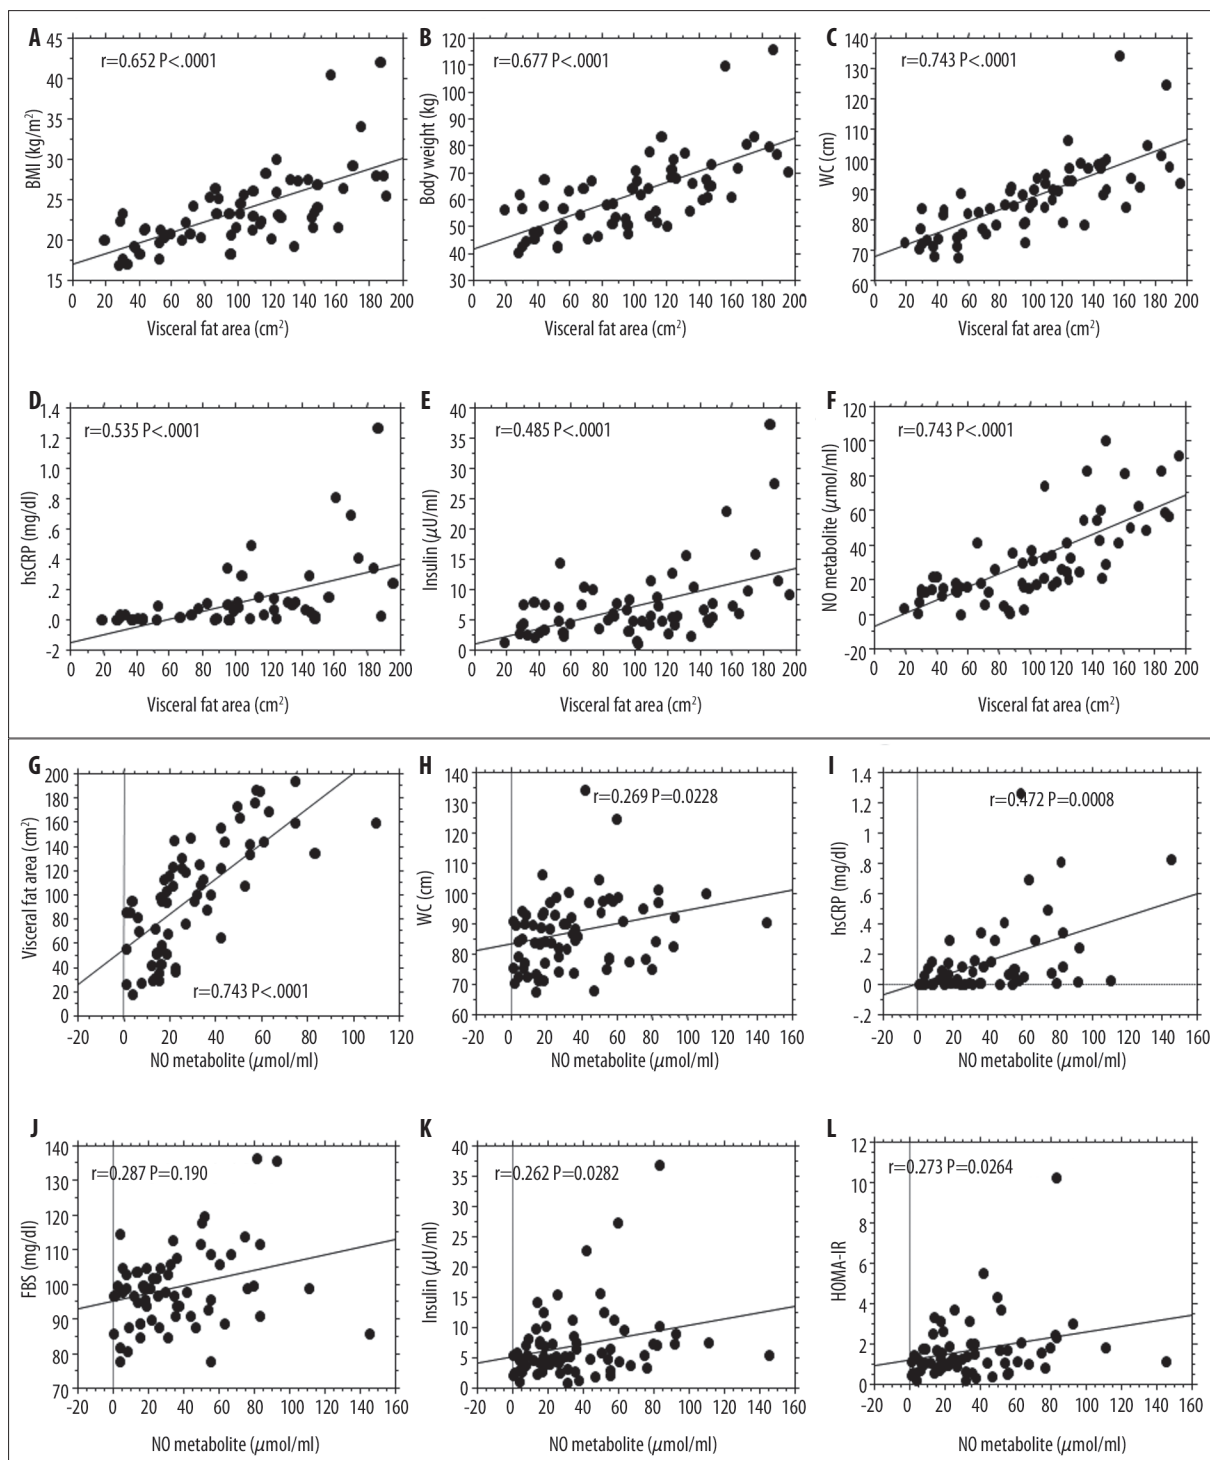 A
r=0.652 P<.0001
BMI (kg/m²)
45
40
35
30
25
20
15
0 20 40 60 80 100 120 140 160 180 200
Visceral fat area (cm²)
B
r=0.677 P<.0001
Body weight (kg)
120
110
100
90
80
70
60
50
40
30
0 20 40 60 80 100 120 140 160 180 200
Visceral fat area (cm²)
C
r=0.743 P<.0001
WC (cm)
140
130
120
110
100
90
80
70
60
0 20 40 60 80 100 120 140 160 180 200
Visceral fat area (cm²)
D
r=0.535 P<.0001
hsCRP (mg/dl)
1.4
1.2
1.0
.8
.6
.4
.2
.0
-2
0 20 40 60 80 100 120 140 160 180 200
Visceral fat area (cm²)
E
r=0.485 P<.0001
Insulin (µU/ml)
40
35
30
25
20
15
10
5
0
0 20 40 60 80 100 120 140 160 180 200
Visceral fat area (cm²)
F
r=0.743 P<.0001
NO metabolite (µmol/ml)
120
100
80
60
40
20
0
-20
0 20 40 60 80 100 120 140 160 180 200
Visceral fat area (cm²)
G
r=0.743 P<.0001
Visceral fat area (cm²)
200
180
160
140
120
100
80
60
40
20
0
-20 0 20 40 60 80 100 120
NO metabolite (µmol/ml)
H
r=0.269 P=0.0228
WC (cm)
140
130
120
110
100
90
80
70
60
-20 0 20 40 60 80 100 120 140 160
NO metabolite (µmol/ml)
I
r=0.472 P=0.0008
hsCRP (mg/dl)
1.4
1.2
1
.8
.6
.4
.2
0
-.2
-20 0 20 40 60 80 100 120 140 160
NO metabolite (µmol/ml)
J
r=0.287 P=0.190
FBS (mg/dl)
140
130
120
110
100
90
80
70
-20 0 20 40 60 80 100 120 140 160
NO metabolite (µmol/ml)
K
r=0.262 P=0.0282
Insulin (µU/ml)
40
35
30
25
20
15
10
5
0
-20 0 20 40 60 80 100 120 140 160
NO metabolite (µmol/ml)
L
r=0.273 P=0.0264
HOMA-IR
12
10
8
6
4
2
0
-20 0 20 40 60 80 100 120 140 160
NO metabolite (µmol/ml)